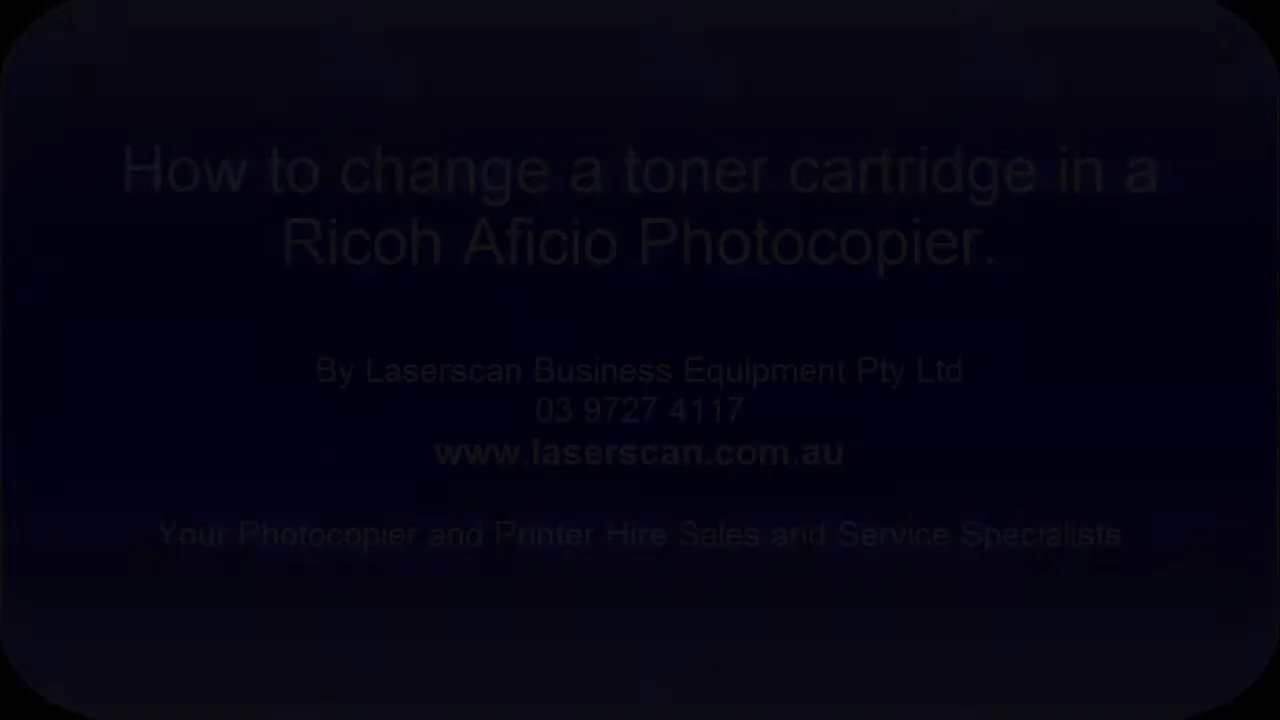 How to change a toner cartridge in a
Ricoh Aficio Photocopier.
By Laserscan Business Equipment Pty Ltd
03 9727 4117
www.laserscan.com.au
Your Photocopier and Printer Hire Sales and Service Specialists